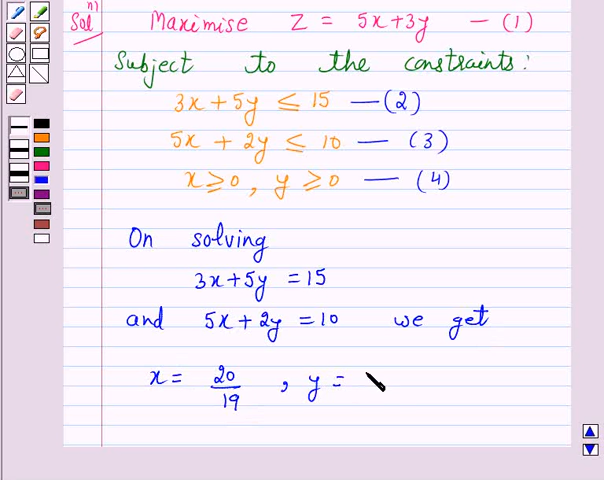 Solⁿ) Maximise Z = 5x+3y — (1)
Subject to the constraints:
3x + 5y ≤ 15 — (2)
5x + 2y ≤ 10 — (3)
x ≥ 0, y ≥ 0 — (4)
On solving
3x+5y = 15
and 5x + 2y = 10 we get
x = 20/19 , y =